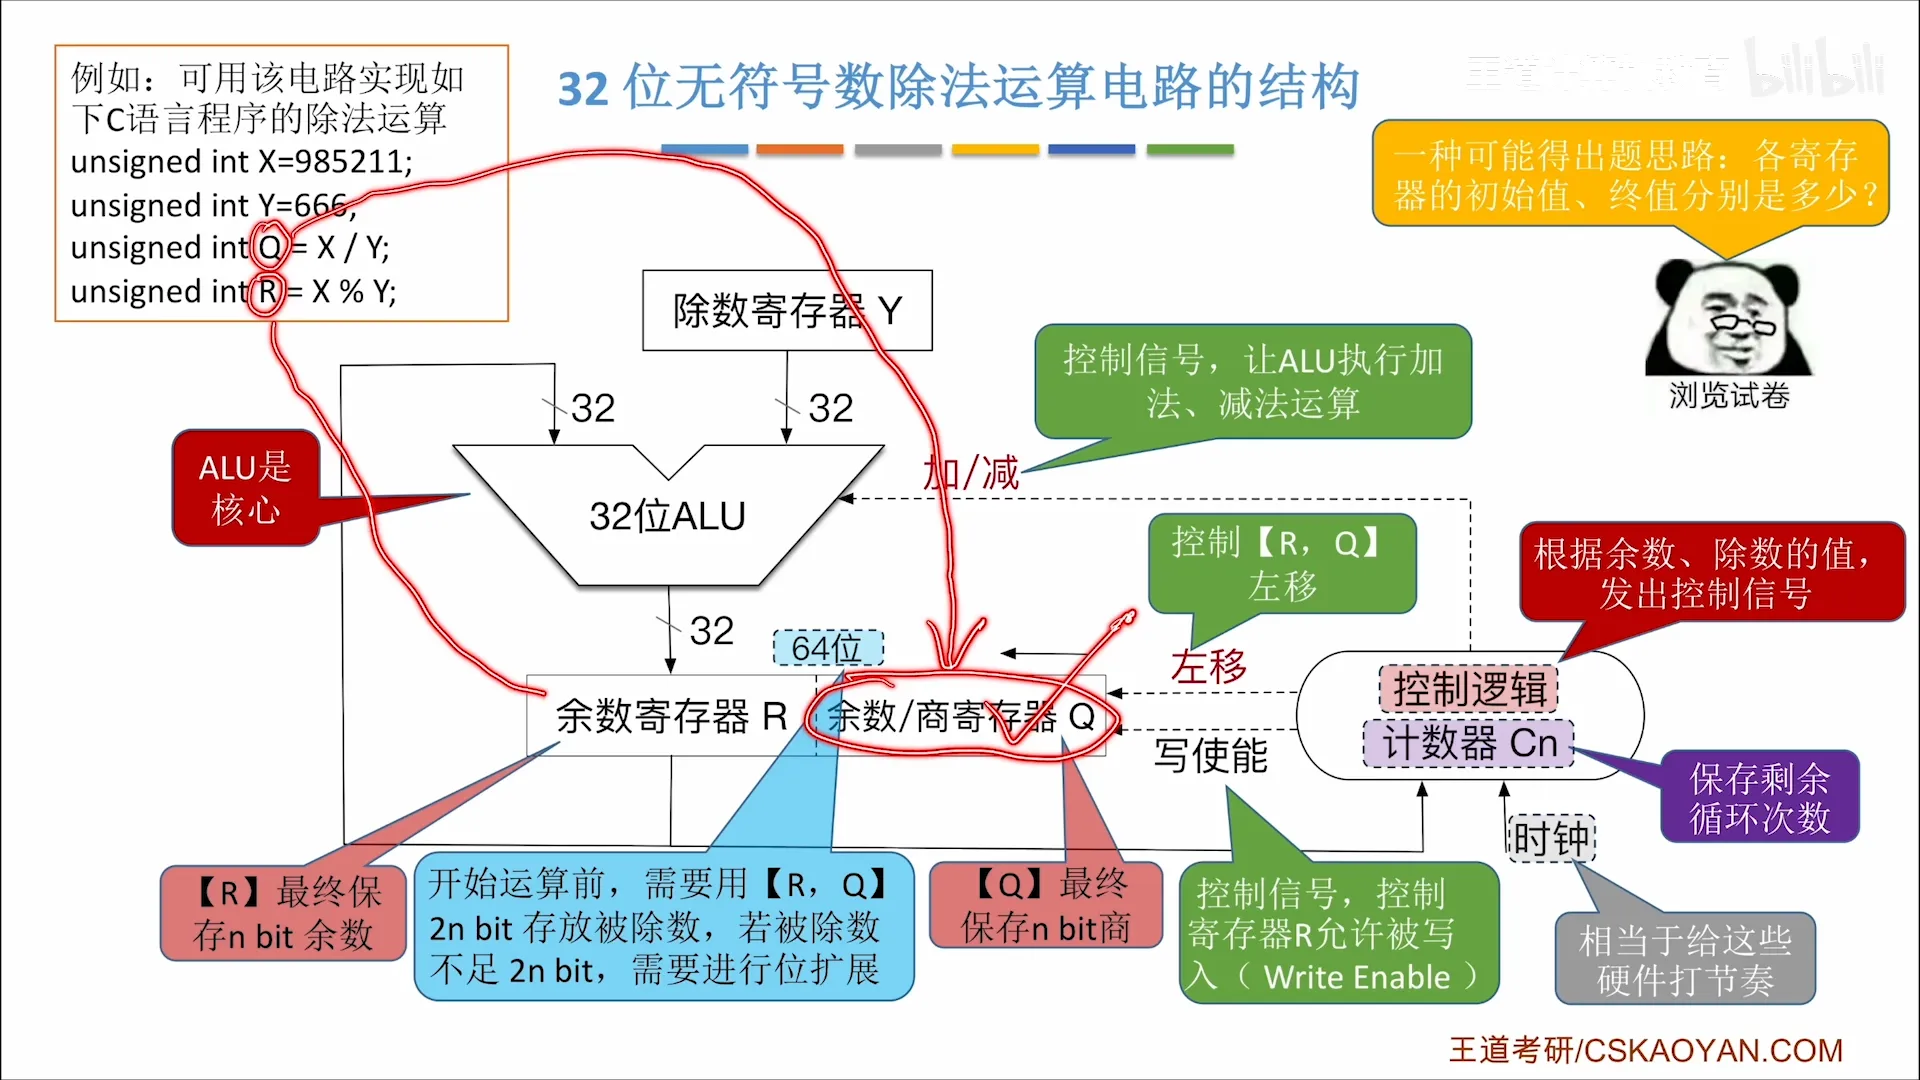 32 位无符号数除法运算电路的结构
bilibili
例如：可用该电路实现如
下C语言程序的除法运算
unsigned int X=985211;
unsigned int Y=666;
unsigned int Q = X / Y;
unsigned int R = X % Y;
一种可能得出题思路：各寄存
器的初始值、终值分别是多少？
浏览试卷
除数寄存器 Y
32
32
控制信号，让ALU执行加
法、减法运算
ALU是
核心
32位ALU
加/减
控制【R，Q】
左移
根据余数、除数的值，
发出控制信号
32
64位
左移
余数寄存器 R
余数/商寄存器 Q
写使能
控制逻辑
计数器 Cn
保存剩余
循环次数
时钟
【R】最终保
存n bit 余数
开始运算前，需要用【R，Q】
2n bit 存放被除数，若被除数
不足 2n bit，需要进行位扩展
【Q】最终
保存n bit商
控制信号，控制
寄存器R允许被写
入（ Write Enable ）
相当于给这些
硬件打节奏
王道考研/CSKAOYAN.COM